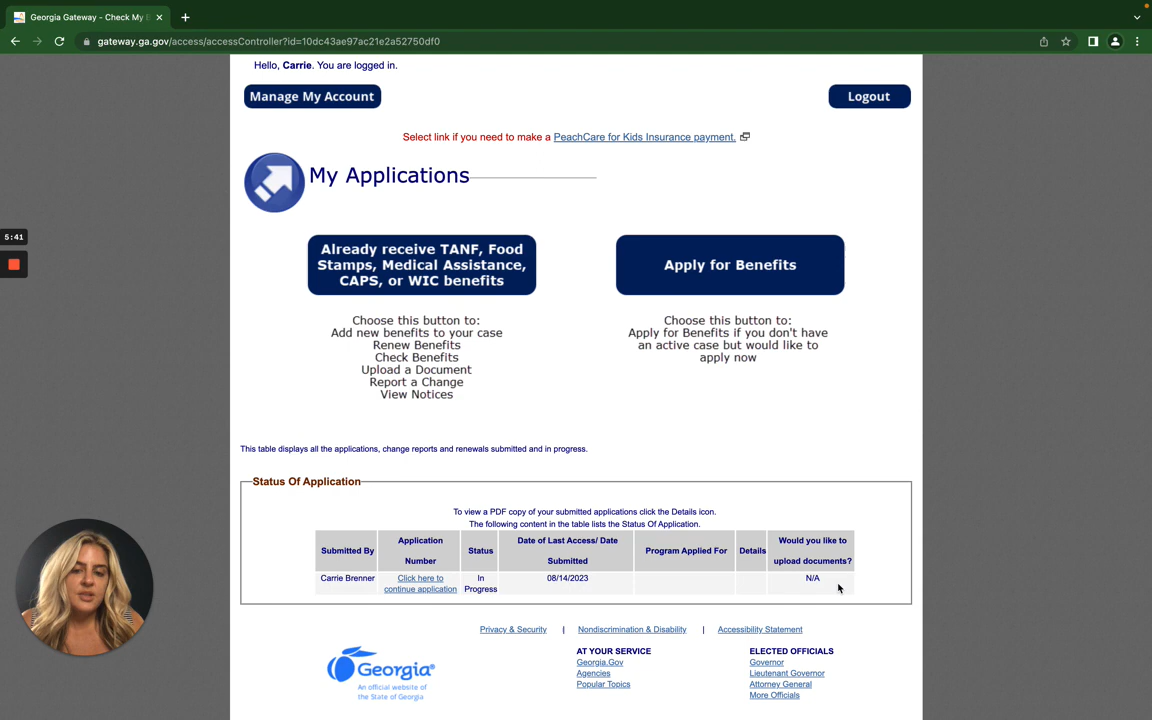 Georgia Gateway - Check My B
gateway.ga.gov/access/accessController?id=10dc43ae97ac21e2a52750df0
Hello, Carrie. You are logged in.
Manage My Account
Logout
Select link if you need to make a PeachCare for Kids Insurance payment.
My Applications
5:41
Already receive TANF, Food
Stamps, Medical Assistance,
CAPS, or WIC benefits
Apply for Benefits
Choose this button to:
Add new benefits to your case
Renew Benefits
Check Benefits
Upload a Document
Report a Change
View Notices
Choose this button to:
Apply for Benefits if you don't have
an active case but would like to
apply now
This table displays all the applications, change reports and renewals submitted and in progress.
Status Of Application
To view a PDF copy of your submitted applications click the Details icon.
The following content in the table lists the Status Of Application.
Submitted By
Application
Number
Status
Date of Last Access/ Date
Submitted
Program Applied For
Details
Would you like to
upload documents?
Carrie Brenner
Click here to
continue application
In
Progress
08/14/2023
N/A
Privacy & Security | Nondiscrimination & Disability | Accessibility Statement
Georgia®
An official website of
the State of Georgia
AT YOUR SERVICE
Georgia.Gov
Agencies
Popular Topics
ELECTED OFFICIALS
Governor
Lieutenant Governor
Attorney General
More Officials